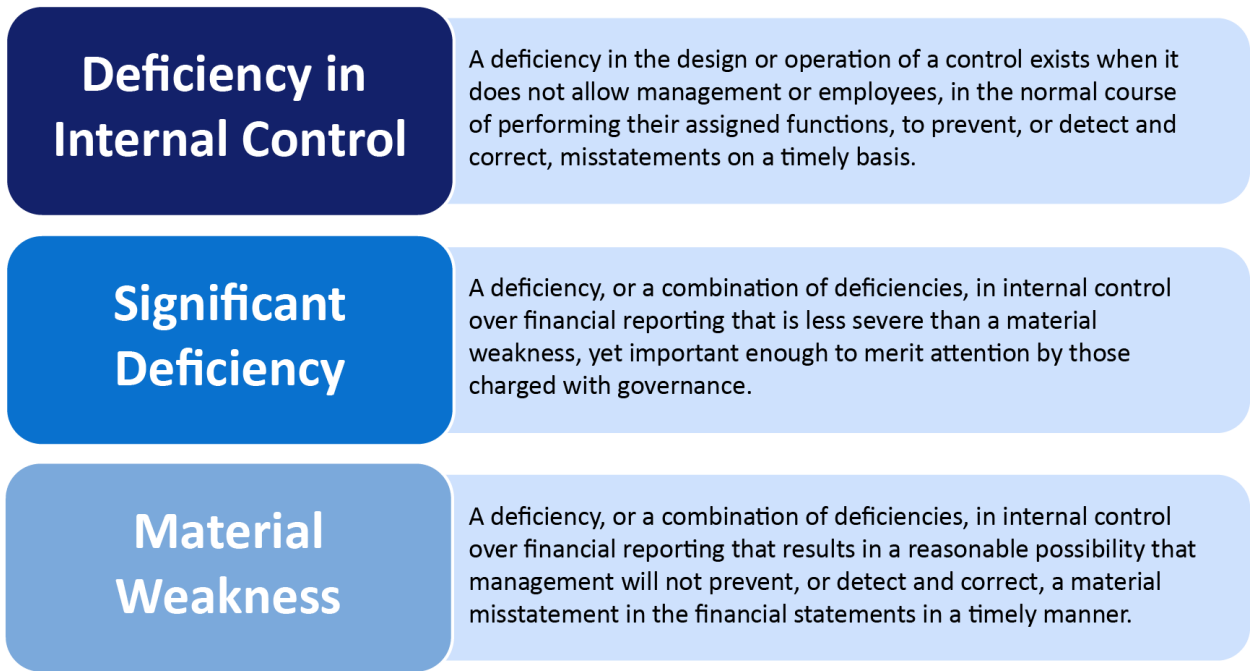 Deficiency in
Internal Control
A deficiency in the design or operation of a control exists when it
does not allow management or employees, in the normal course
of performing their assigned functions, to prevent, or detect and
correct, misstatements on a timely basis.
Significant
Deficiency
A deficiency, or a combination of deficiencies, in internal control
over financial reporting that is less severe than a material
weakness, yet important enough to merit attention by those
charged with governance.
Material
Weakness
A deficiency, or a combination of deficiencies, in internal control
over financial reporting that results in a reasonable possibility that
management will not prevent, or detect and correct, a material
misstatement in the financial statements in a timely manner.